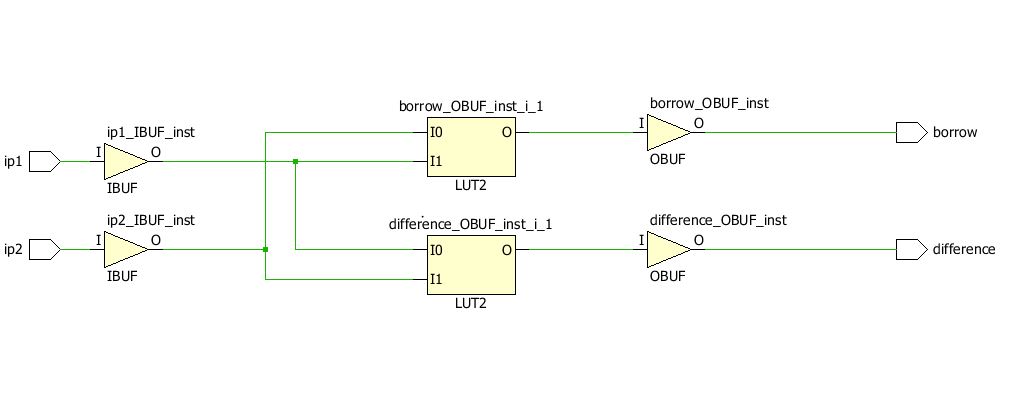 borrow_OBUF_inst_i_1
borrow_OBUF_inst
ip1_IBUF_inst
I0 O
I O
borrow
ip1
I O
I1
OBUF
IBUF
LUT2
ip2_IBUF_inst
difference_OBUF_inst_i_1
difference_OBUF_inst
ip2
I O
I0 O
I O
difference
IBUF
I1
OBUF
LUT2